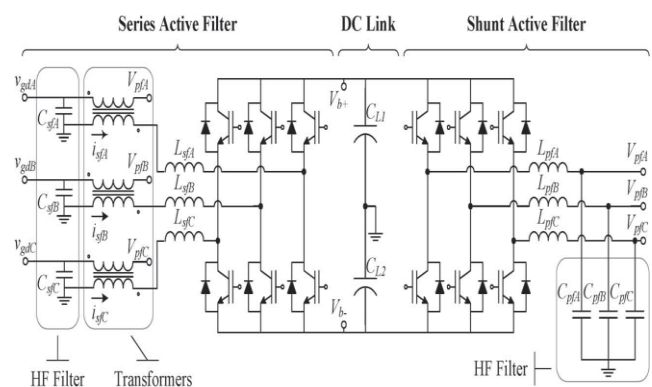 Series Active Filter
DC Link
Shunt Active Filter
v_gdA
V_pfA
C_sfA
i_sfA
v_gdB
V_pfB
C_sfB
i_sfB
v_gdC
V_pfC
C_sfC
i_sfC
L_sfA
L_sfB
L_sfC
V_b+
C_L1
C_L2
V_b-
L_pfA
L_pfB
L_pfC
V_pfA
V_pfB
V_pfC
C_pfA C_pfB C_pfC
HF Filter
Transformers
HF Filter